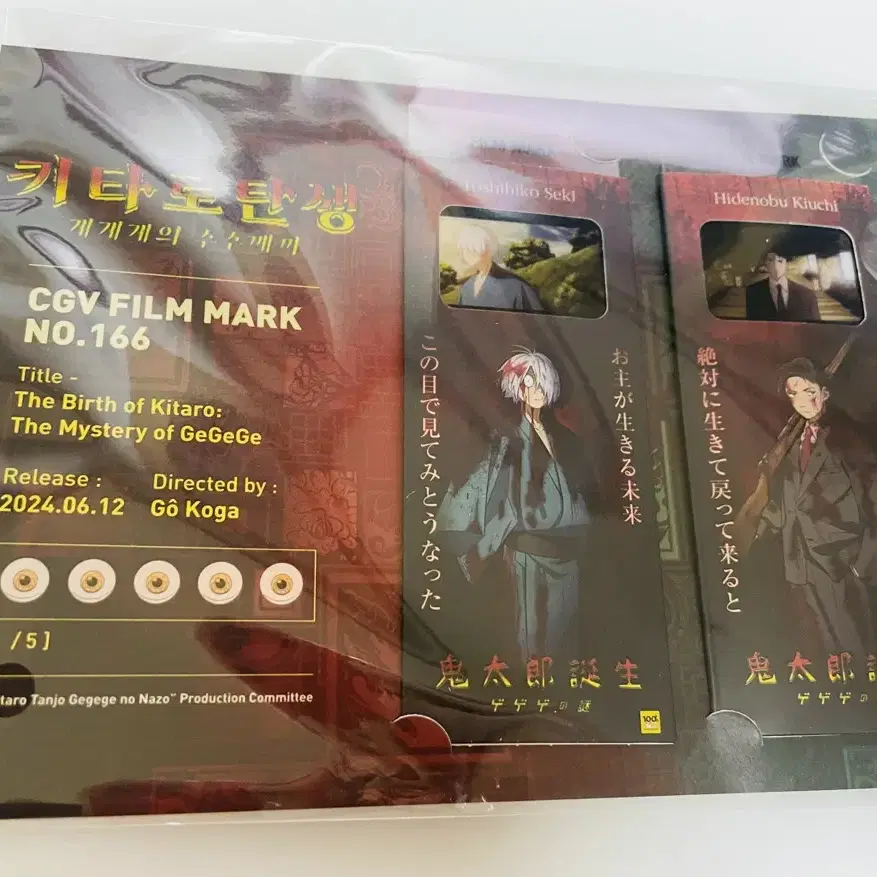 키타로탄생
게게게의 수수께끼
CGV FILM MARK
NO.166
Title -
The Birth of Kitaro:
The Mystery of GeGeGe
Release :
2024.06.12
Directed by :
Gô Koga
/5]
taro Tanjo Gegege no Nazo" Production Committee
Toshihiko Seki
お主が生きる未来
この目で見てみとうなった
鬼太郎誕生
ゲゲゲの謎
100th
Hidenobu Kiuchi
絶対に生きて戻って来ると
鬼太郎誕
ゲゲゲの